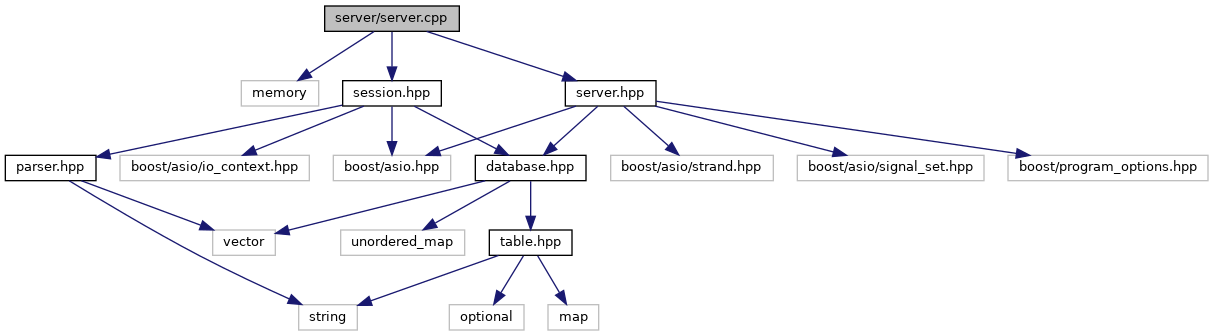 server/server.cpp
memory
session.hpp
server.hpp
parser.hpp
boost/asio/io_context.hpp
boost/asio.hpp
database.hpp
boost/asio/strand.hpp
boost/asio/signal_set.hpp
boost/program_options.hpp
vector
unordered_map
table.hpp
string
optional
map